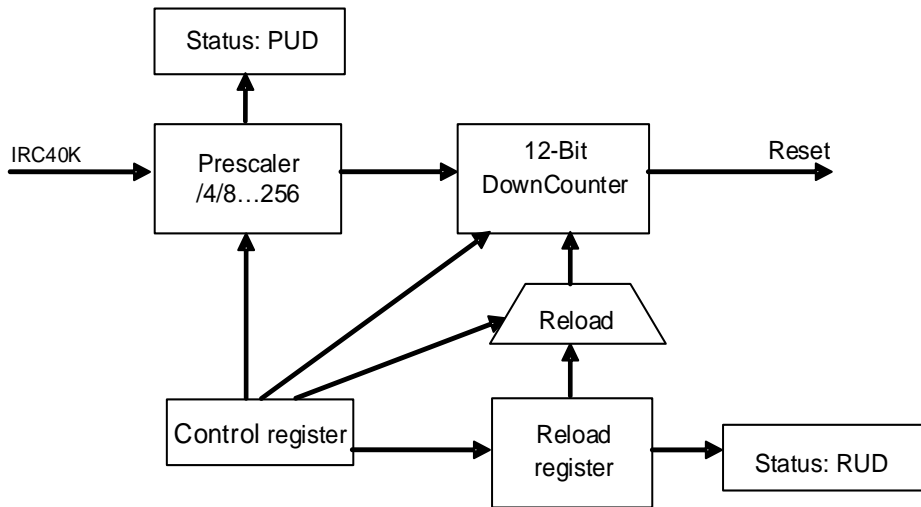 Status: PUD
IRC40K
Prescaler
/4/8…256
12-Bit
DownCounter
Reset
Reload
Control register
Reload
register
Status: RUD